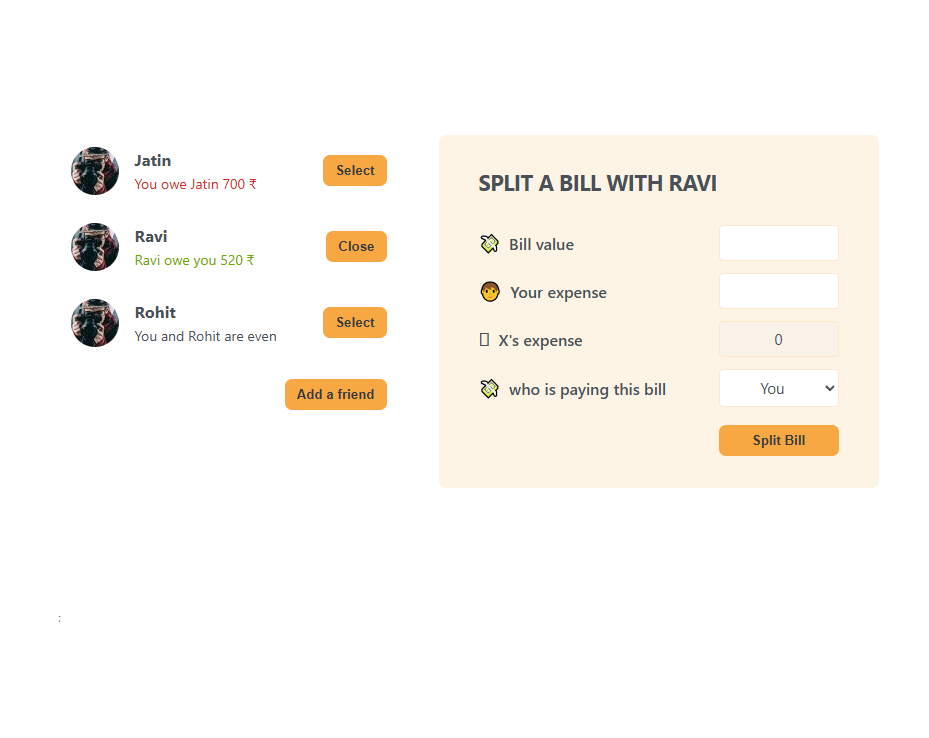 Jatin
You owe Jatin 700 ₹
Select
Ravi
Ravi owe you 520 ₹
Close
Rohit
You and Rohit are even
Select
Add a friend
SPLIT A BILL WITH RAVI
💸 Bill value
🧑 Your expense
X's expense
0
💸 who is paying this bill
You
Split Bill
;